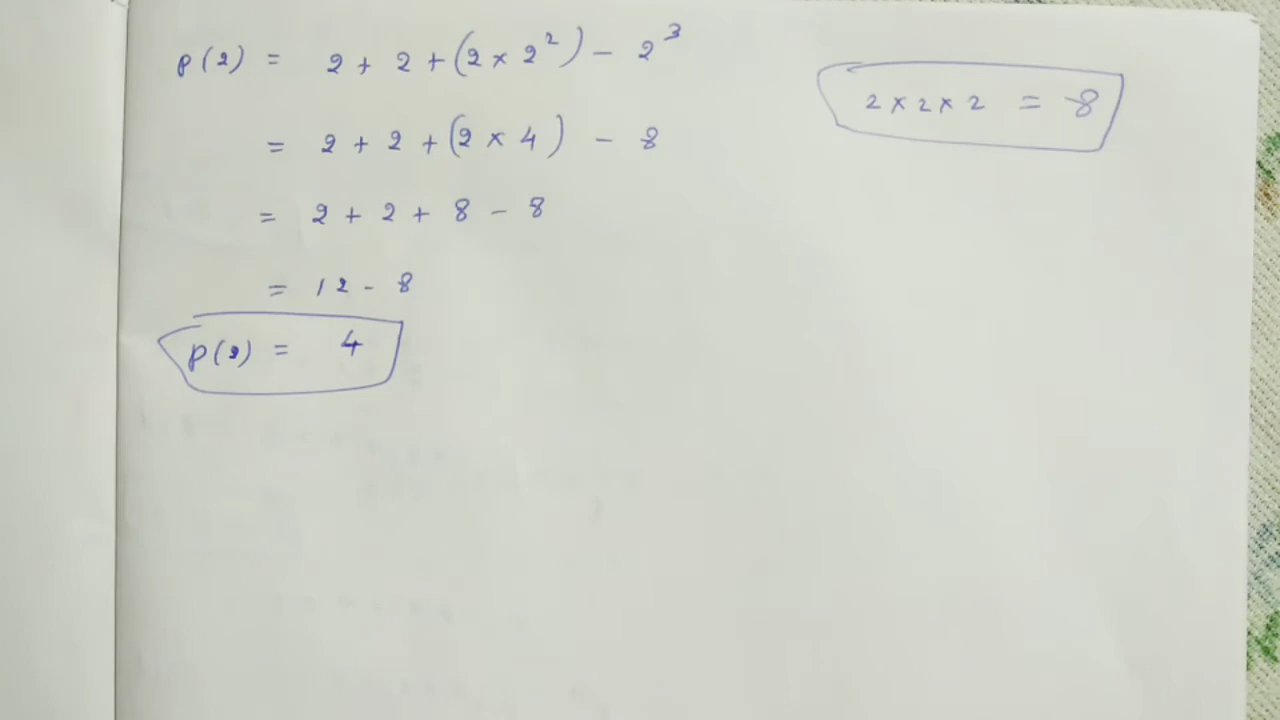 p(2) = 2 + 2 + (2 × 2²) − 2³
2 × 2 × 2 = 8
= 2 + 2 + (2 × 4) − 8
= 2 + 2 + 8 − 8
= 12 − 8
p(2) = 4